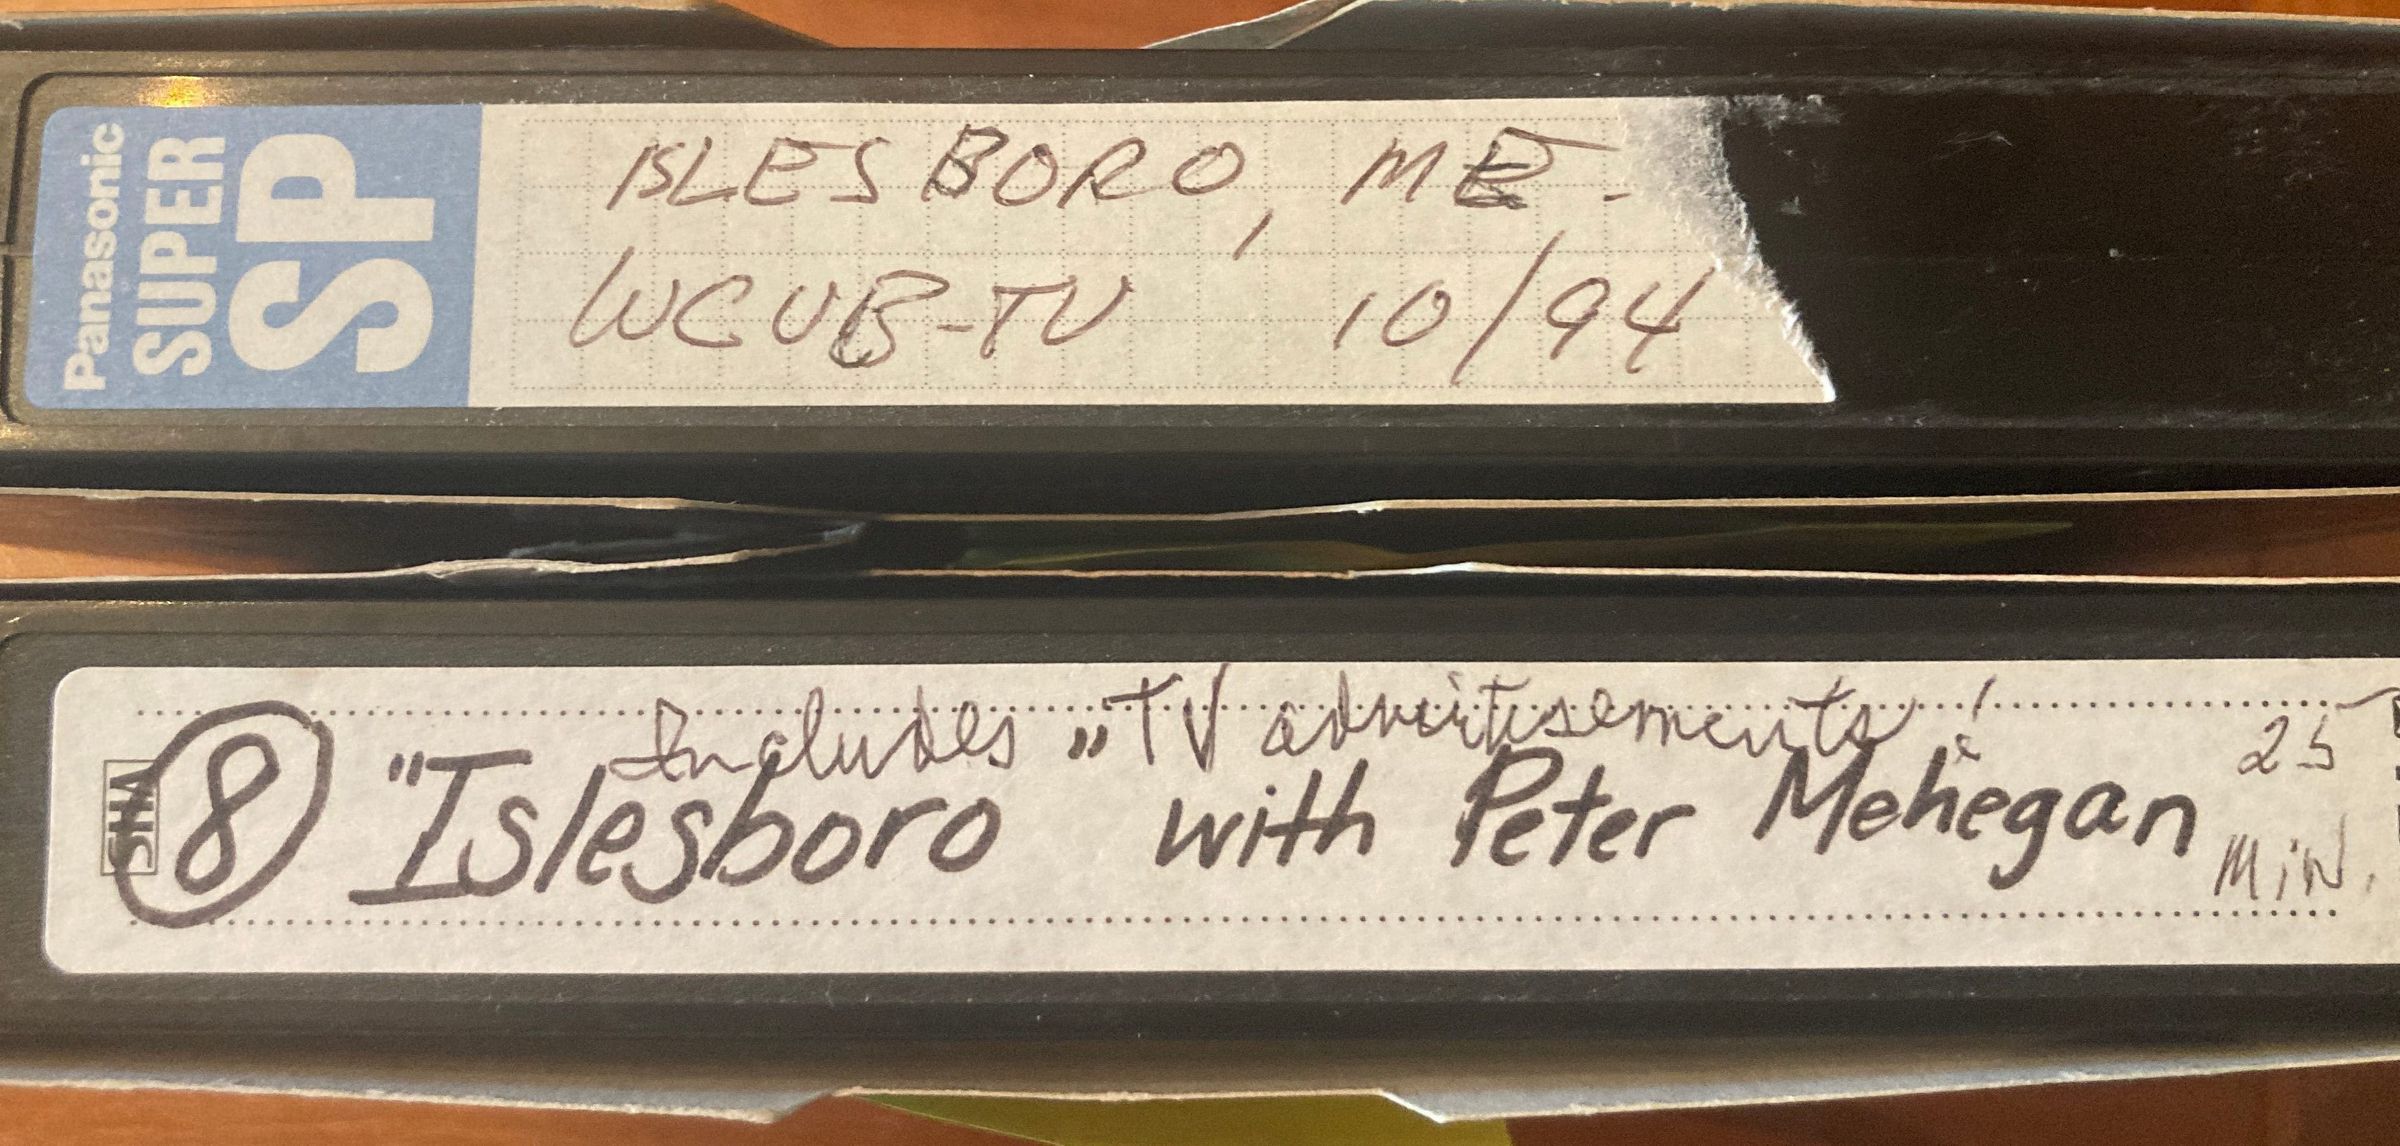 Panasonic
SUPER
SP
ISLESBORO, ME.
WCVB-TV 10/94
VHS
8
Includes "TV advertisements!
"Islesboro with Peter Mehegan
25
MiN.